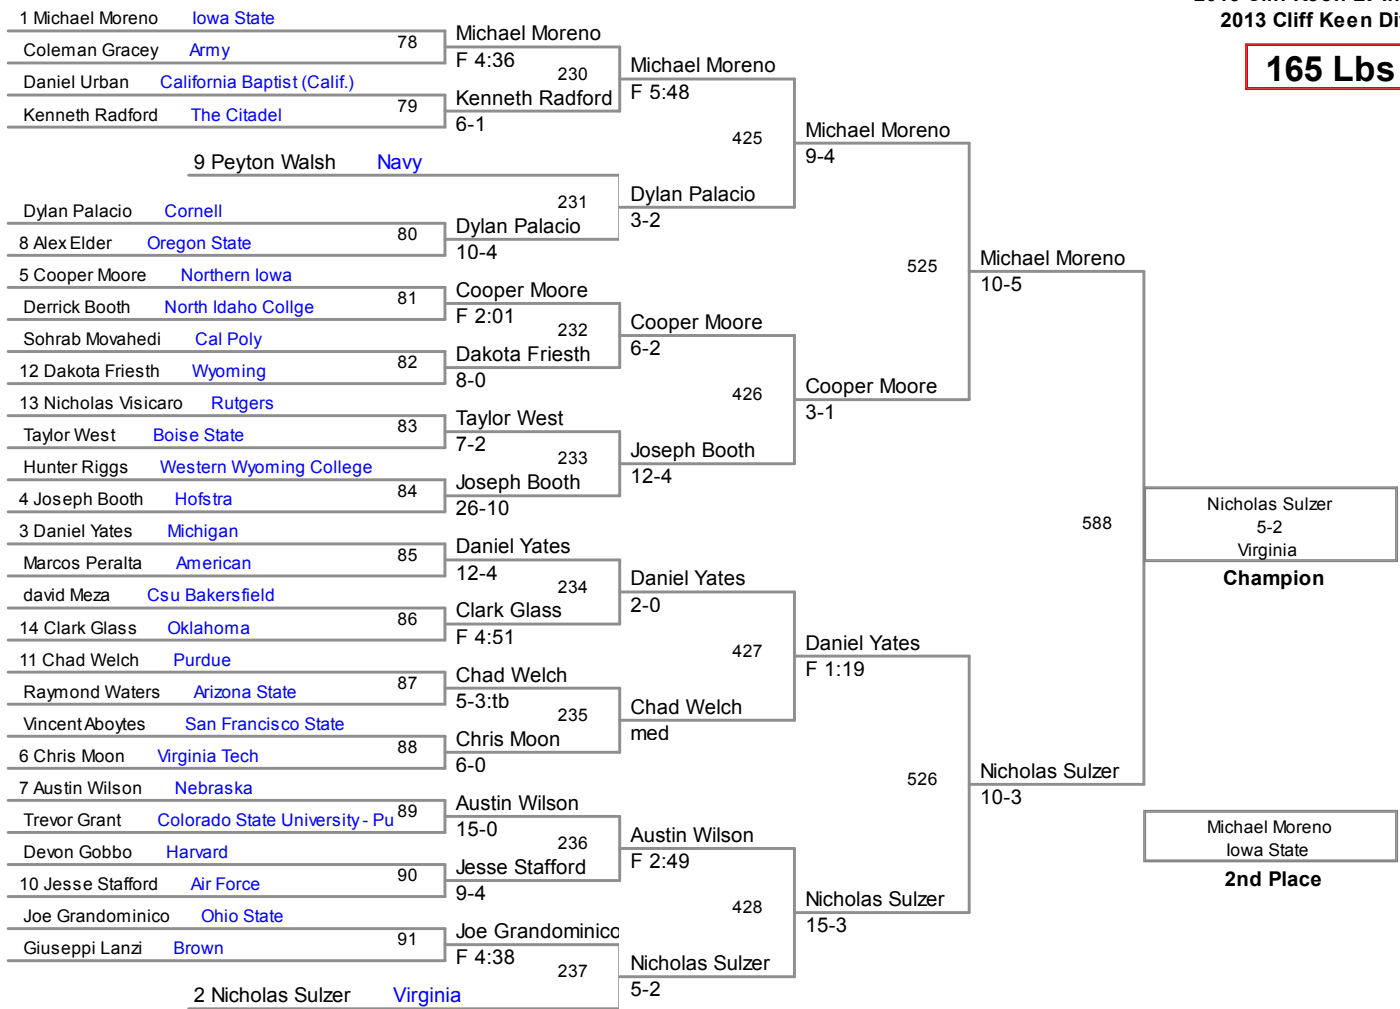 2013 Cliff Keen Di
165 Lbs
1 Michael Moreno Iowa State
Coleman Gracey Army
Daniel Urban California Baptist (Calif.)
Kenneth Radford The Citadel
9 Peyton Walsh Navy
Dylan Palacio Cornell
8 Alex Elder Oregon State
5 Cooper Moore Northern Iowa
Derrick Booth North Idaho Collge
Sohrab Movahedi Cal Poly
12 Dakota Friesth Wyoming
13 Nicholas Visicaro Rutgers
Taylor West Boise State
Hunter Riggs Western Wyoming College
4 Joseph Booth Hofstra
3 Daniel Yates Michigan
Marcos Peralta American
david Meza Csu Bakersfield
14 Clark Glass Oklahoma
11 Chad Welch Purdue
Raymond Waters Arizona State
Vincent Aboytes San Francisco State
6 Chris Moon Virginia Tech
7 Austin Wilson Nebraska
Trevor Grant Colorado State University - Pu
Devon Gobbo Harvard
10 Jesse Stafford Air Force
Joe Grandominico Ohio State
Giuseppi Lanzi Brown
2 Nicholas Sulzer Virginia
78
79
80
81
82
83
84
85
86
87
88
89
90
91
Michael Moreno
F 4:36
Kenneth Radford
6-1
Dylan Palacio
10-4
Cooper Moore
F 2:01
Dakota Friesth
8-0
Taylor West
7-2
Joseph Booth
26-10
Daniel Yates
12-4
Clark Glass
F 4:51
Chad Welch
5-3:tb
Chris Moon
6-0
Austin Wilson
15-0
Jesse Stafford
9-4
Joe Grandominico
F 4:38
230
231
232
233
234
235
236
237
Michael Moreno
F 5:48
Dylan Palacio
3-2
Cooper Moore
6-2
Joseph Booth
12-4
Daniel Yates
2-0
Chad Welch
med
Austin Wilson
F 2:49
Nicholas Sulzer
5-2
425
426
427
428
Michael Moreno
9-4
Cooper Moore
3-1
Daniel Yates
F 1:19
Nicholas Sulzer
15-3
525
526
Michael Moreno
10-5
Nicholas Sulzer
10-3
588
Nicholas Sulzer
5-2
Virginia
Champion
Michael Moreno
Iowa State
2nd Place